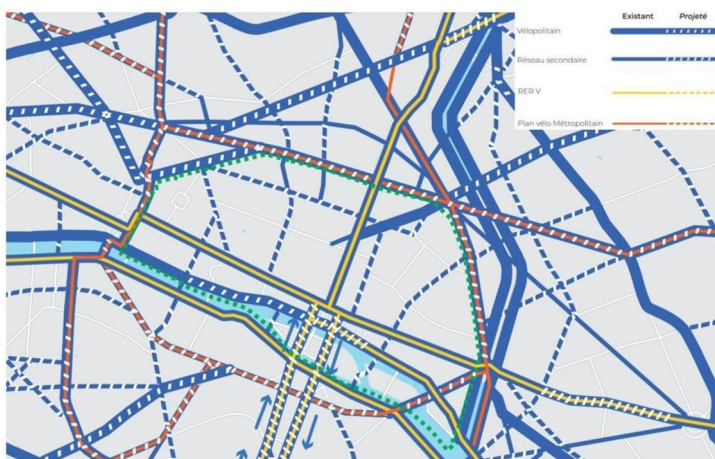 Existant Projeté
Vélopolitain
Réseau secondaire
RER V
Plan vélo Métropolitain